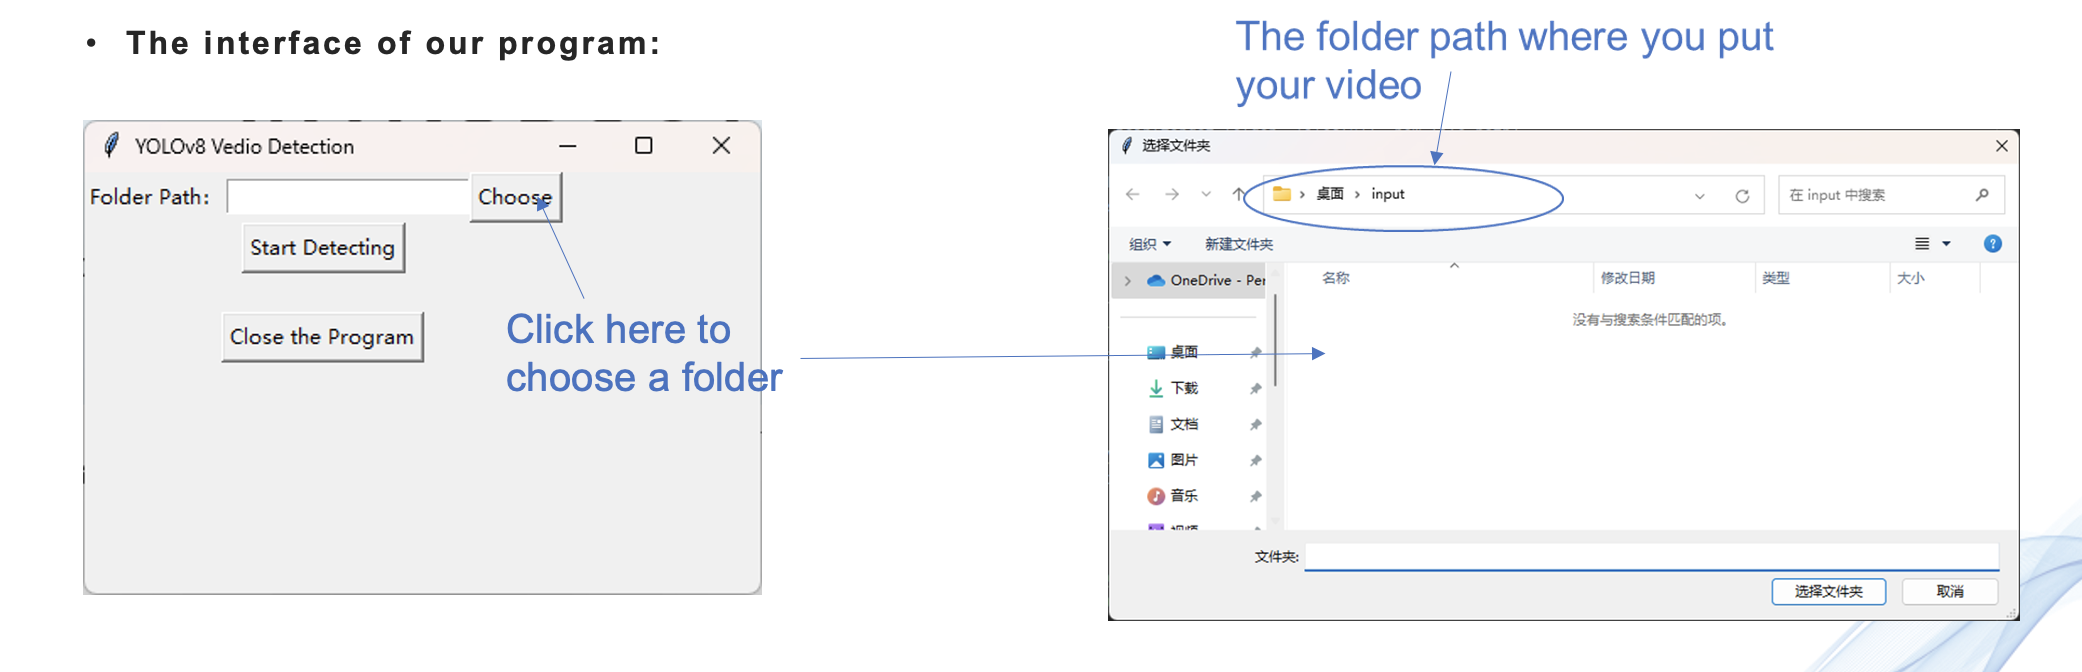 • The interface of our program:
The folder path where you put
your video
YOLOv8 Vedio Detection
Folder Path:
Choose
Start Detecting
Close the Program
Click here to
choose a folder
选择文件夹
桌面 › input
在 input 中搜索
组织
新建文件夹
OneDrive - Per
名称
修改日期
类型
大小
没有与搜索条件匹配的项。
桌面
下载
文档
图片
音乐
文件夹:
选择文件夹
取消